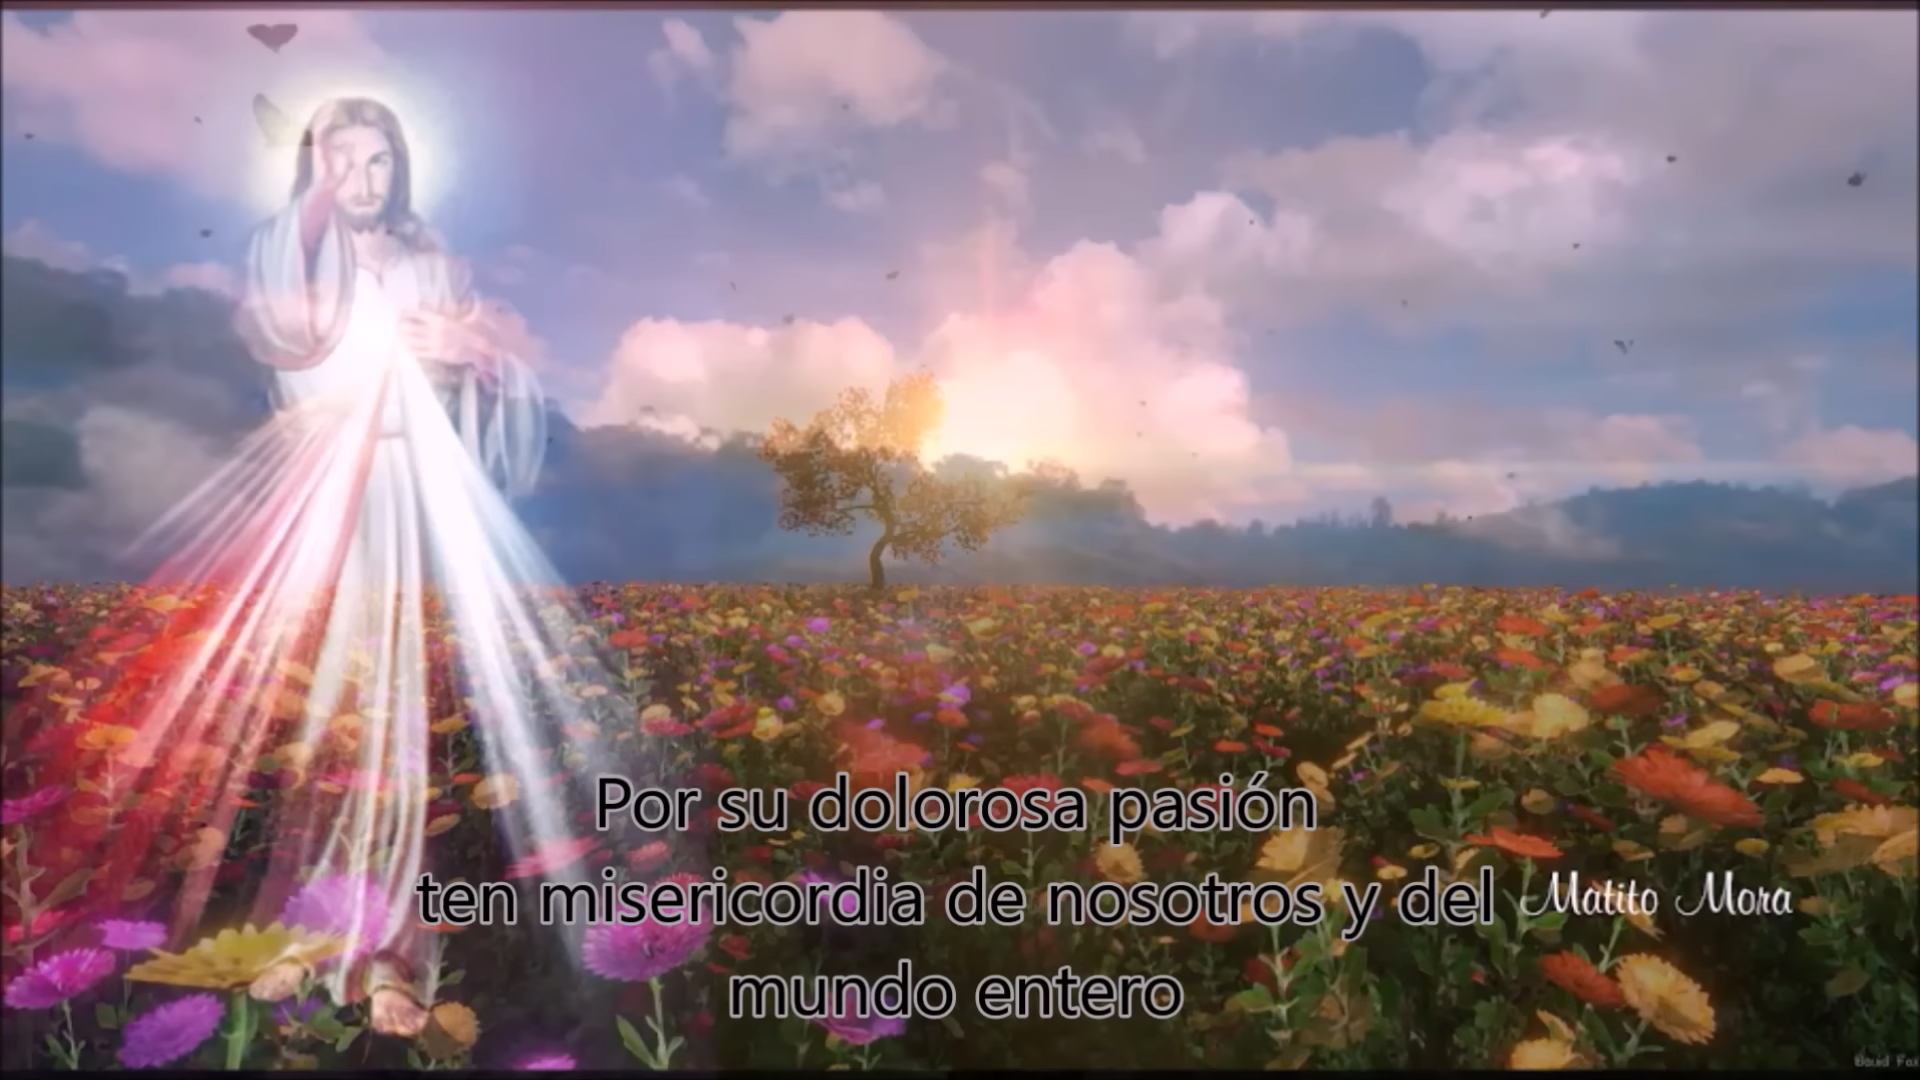 Por su dolorosa pasión
ten misericordia de nosotros y del
Matito Mora
mundo entero